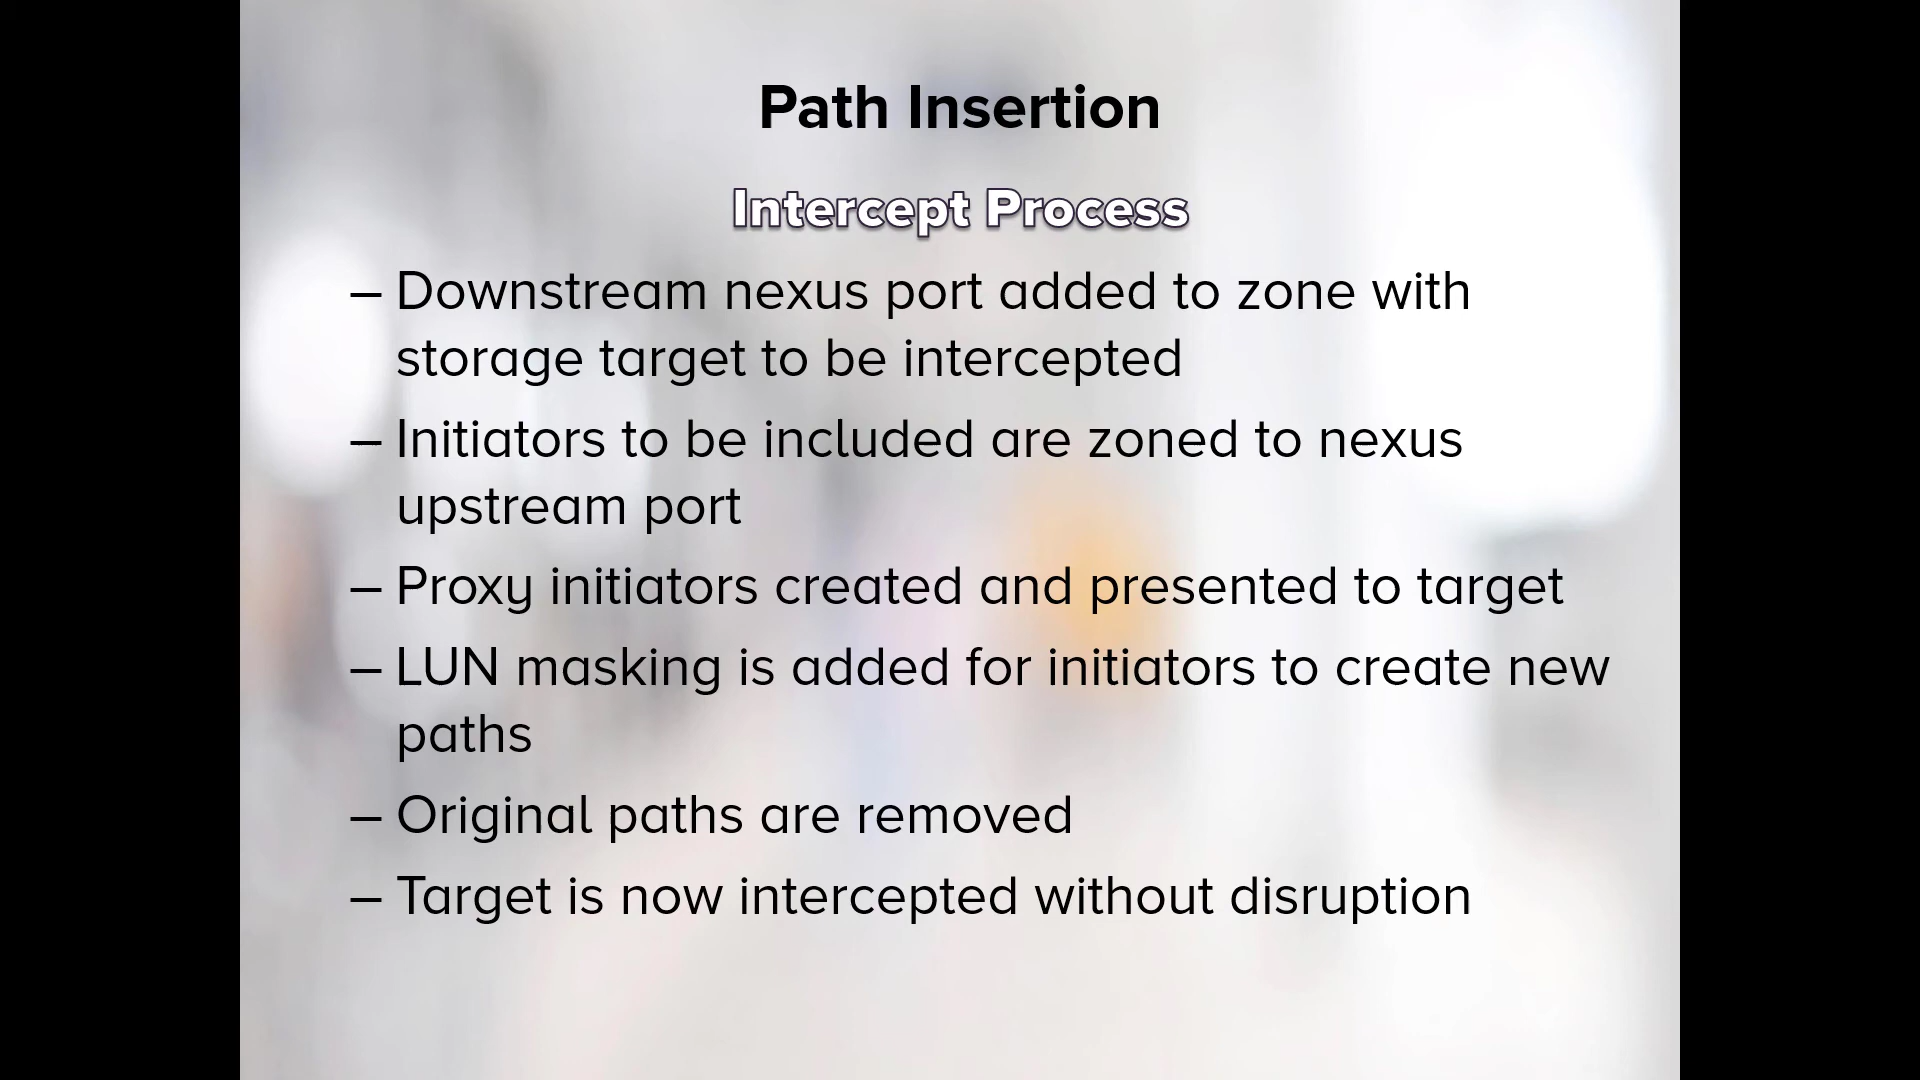 Path Insertion
Intercept Process
– Downstream nexus port added to zone with
storage target to be intercepted
– Initiators to be included are zoned to nexus
upstream port
– Proxy initiators created and presented to target
– LUN masking is added for initiators to create new
paths
– Original paths are removed
– Target is now intercepted without disruption